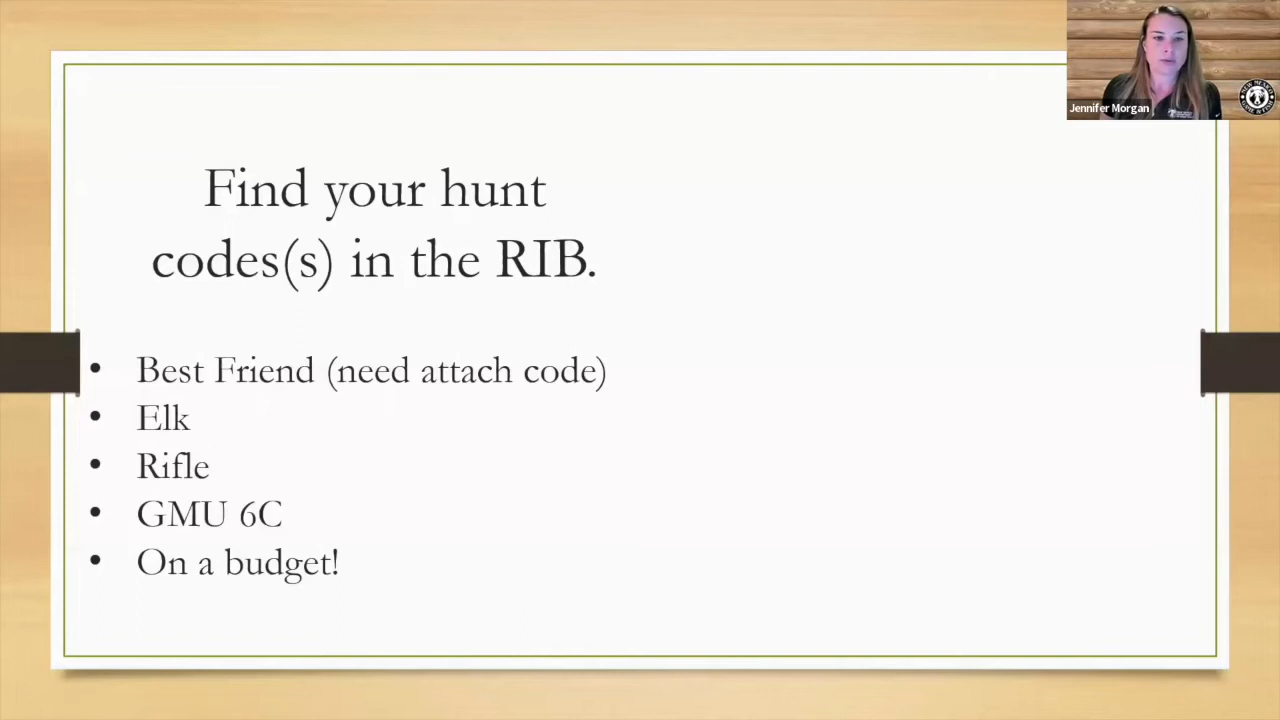 Find your hunt
codes(s) in the RIB.
• Best Friend (need attach code)
• Elk
• Rifle
• GMU 6C
• On a budget!
Jennifer Morgan